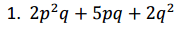 1. 2p²q + 5pq + 2q²